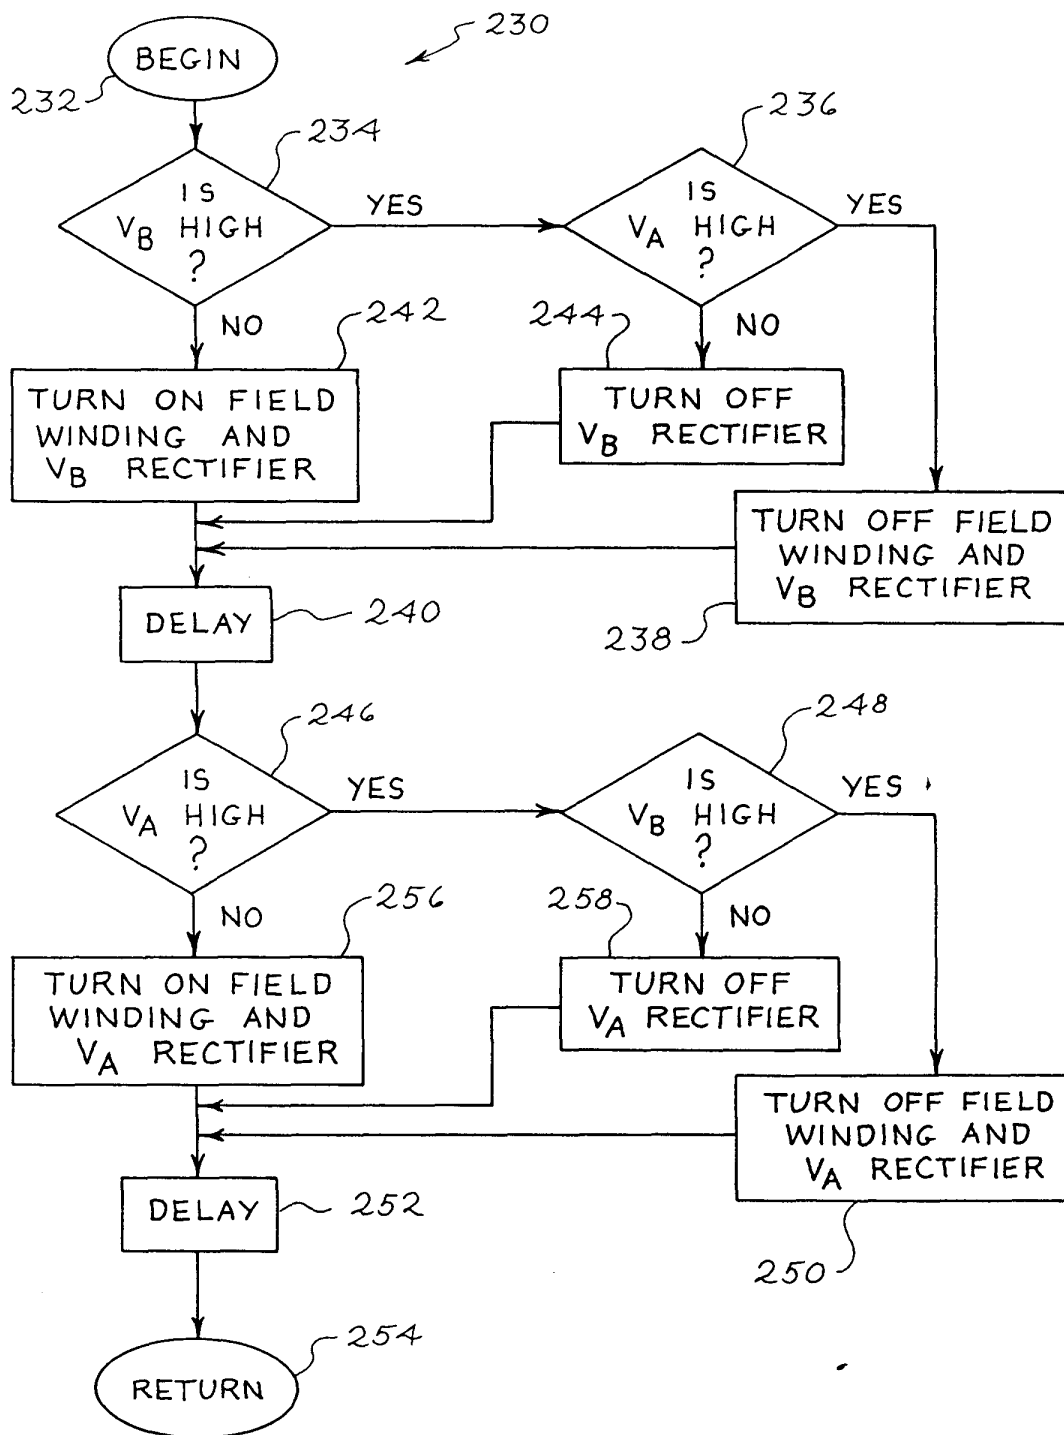 230
BEGIN
232
234
IS
VB HIGH
?
YES
NO
236
IS
VA HIGH
?
YES
NO
242
TURN ON FIELD
WINDING AND
VB RECTIFIER
244
TURN OFF
VB RECTIFIER
TURN OFF FIELD
WINDING AND
VB RECTIFIER
238
DELAY
240
246
IS
VA HIGH
?
YES
NO
248
IS
VB HIGH
?
YES
NO
256
TURN ON FIELD
WINDING AND
VA RECTIFIER
258
TURN OFF
VA RECTIFIER
TURN OFF FIELD
WINDING AND
VA RECTIFIER
250
DELAY
252
254
RETURN